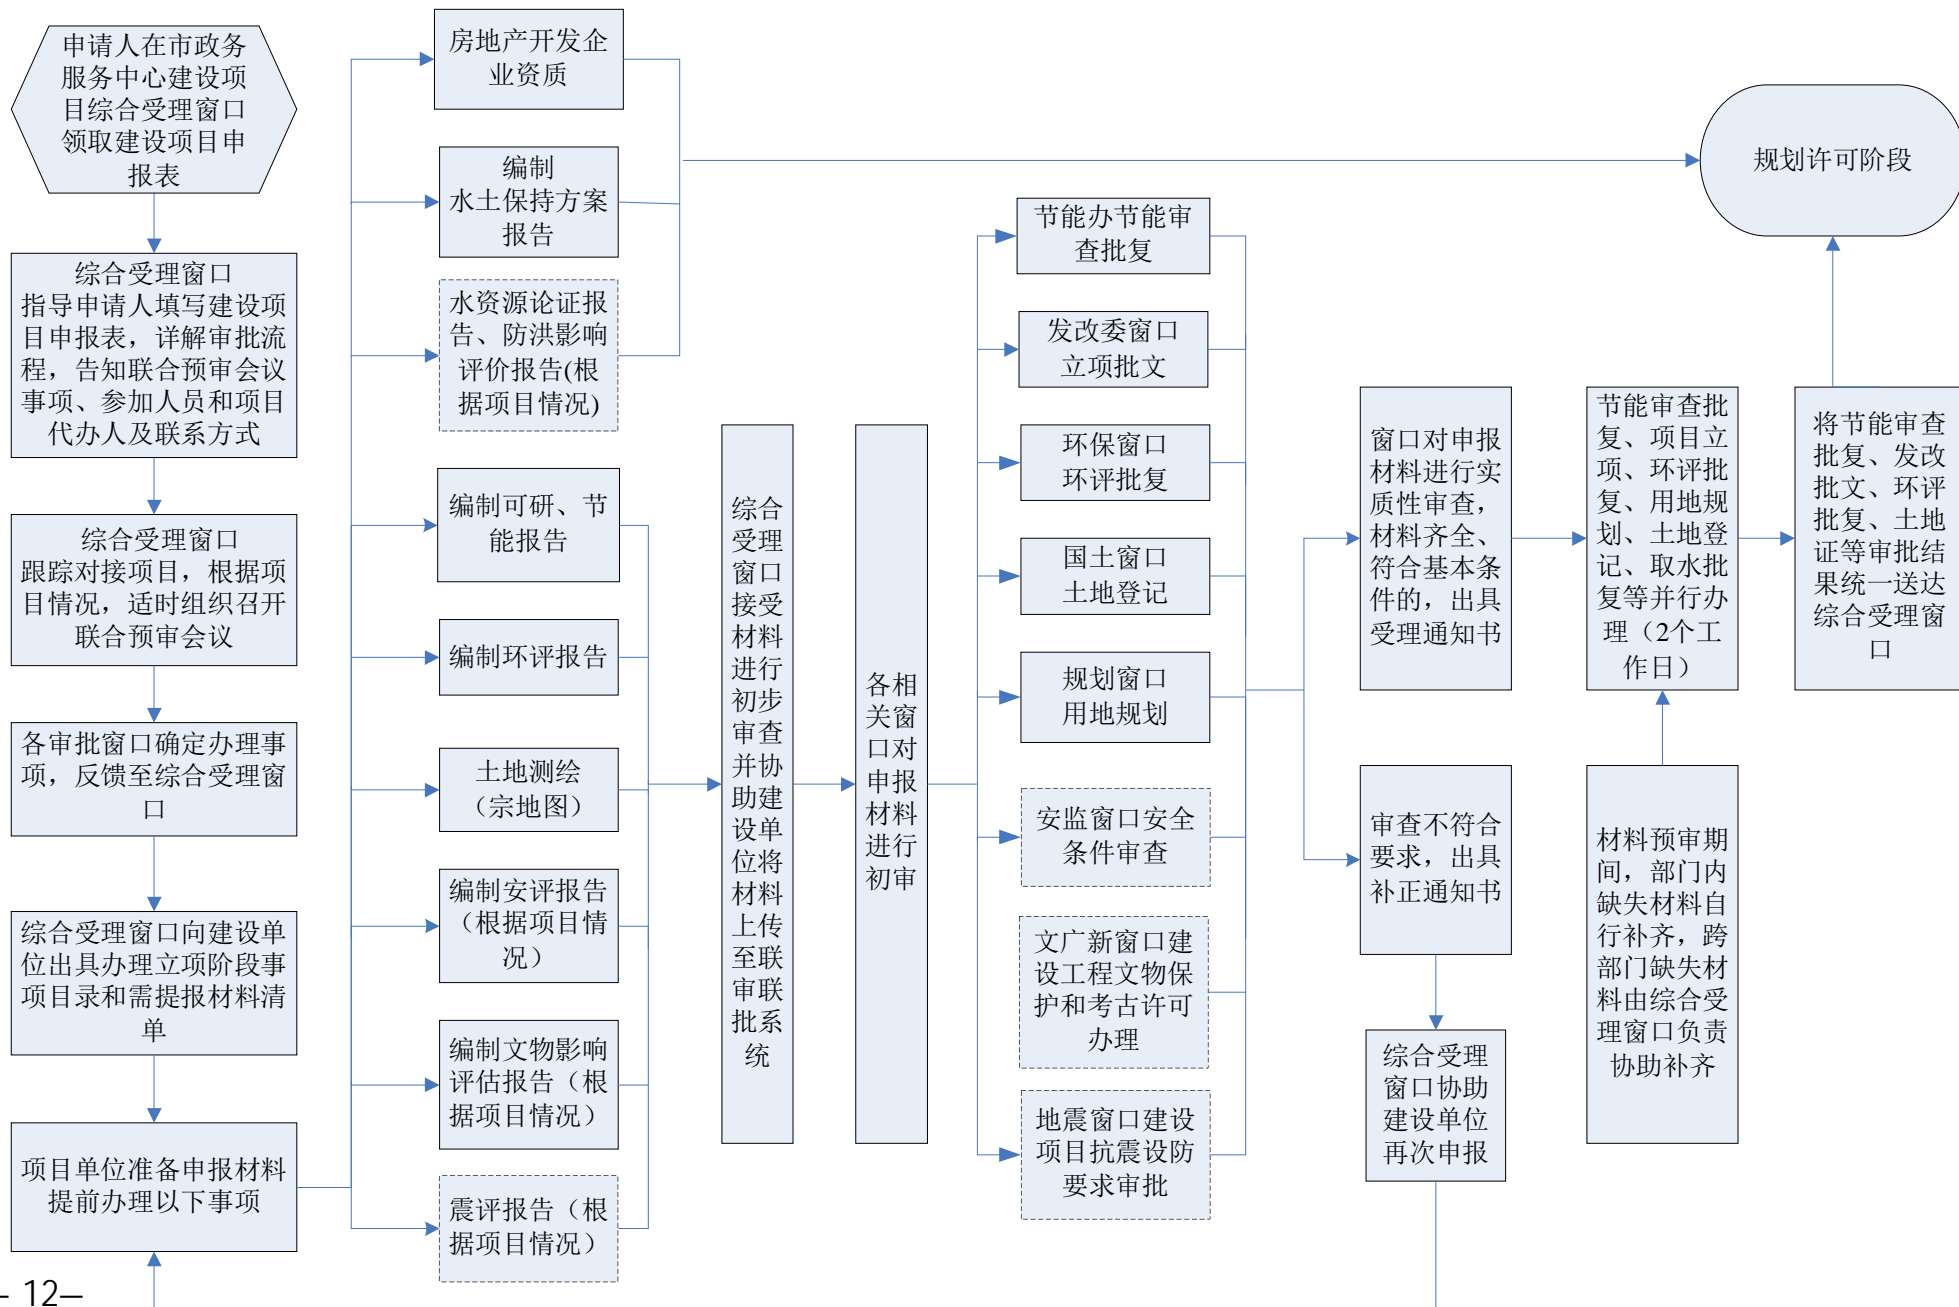 申请人在市政务
服务中心建设项
目综合受理窗口
领取建设项目申
报表
综合受理窗口
指导申请人填写建设项
目申报表，详解审批流
程，告知联合预审会议
事项、参加人员和项目
代办人及联系方式
综合受理窗口
跟踪对接项目，根据项
目情况，适时组织召开
联合预审会议
各审批窗口确定办理事
项，反馈至综合受理窗
口
综合受理窗口向建设单
位出具办理立项阶段事
项目录和需提报材料清
单
项目单位准备申报材料
提前办理以下事项
房地产开发企
业资质
编制
水土保持方案
报告
水资源论证报
告、防洪影响
评价报告(根
据项目情况)
编制可研、节
能报告
编制环评报告
土地测绘
（宗地图）
编制安评报告
（根据项目情
况）
编制文物影响
评估报告（根
据项目情况）
震评报告（根
据项目情况）
综合
受理
窗口
接受
材料
进行
初步
审查
并协
助建
设单
位将
材料
上传
至联
审联
批系
统
各相
关窗
口对
申报
材料
进行
初审
节能办节能审
查批复
发改委窗口
立项批文
环保窗口
环评批复
国土窗口
土地登记
规划窗口
用地规划
安监窗口安全
条件审查
文广新窗口建
设工程文物保
护和考古许可
办理
地震窗口建设
项目抗震设防
要求审批
窗口对申报
材料进行实
质性审查，
材料齐全、
符合基本条
件的，出具
受理通知书
审查不符合
要求，出具
补正通知书
综合受理
窗口协助
建设单位
再次申报
节能审查批
复、项目立
项、环评批
复、用地规
划、土地登
记、取水批
复等并行办
理（2个工
作日）
材料预审期
间，部门内
缺失材料自
行补齐，跨
部门缺失材
料由综合受
理窗口负责
协助补齐
将节能审查
批复、发改
批文、环评
批复、土地
证等审批结
果统一送达
综合受理窗
口
规划许可阶段
– 12–